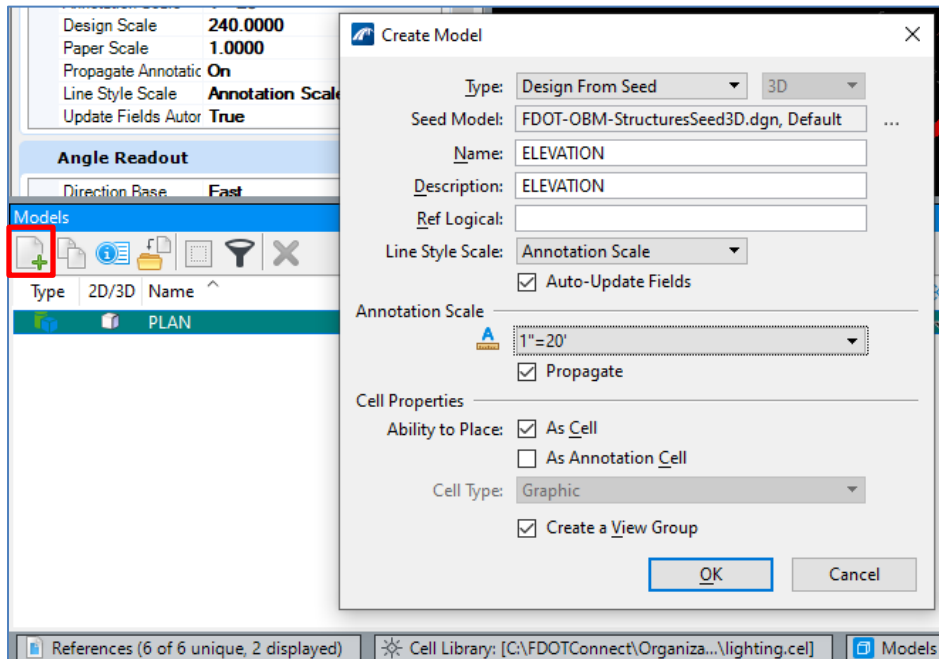 Design Scale 240.0000
Paper Scale 1.0000
Propagate Annotatic On
Line Style Scale Annotation Scale
Update Fields Autor True
Angle Readout
Direction Base East
Models
Type 2D/3D Name
PLAN
Create Model
Type: Design From Seed 3D
Seed Model: FDOT-OBM-StructuresSeed3D.dgn, Default ...
Name: ELEVATION
Description: ELEVATION
Ref Logical:
Line Style Scale: Annotation Scale
Auto-Update Fields
Annotation Scale
1"=20'
Propagate
Cell Properties
Ability to Place: As Cell
As Annotation Cell
Cell Type: Graphic
Create a View Group
OK Cancel
References (6 of 6 unique, 2 displayed) Cell Library: [C:\FDOTConnect\Organiza...\lighting.cel] Models